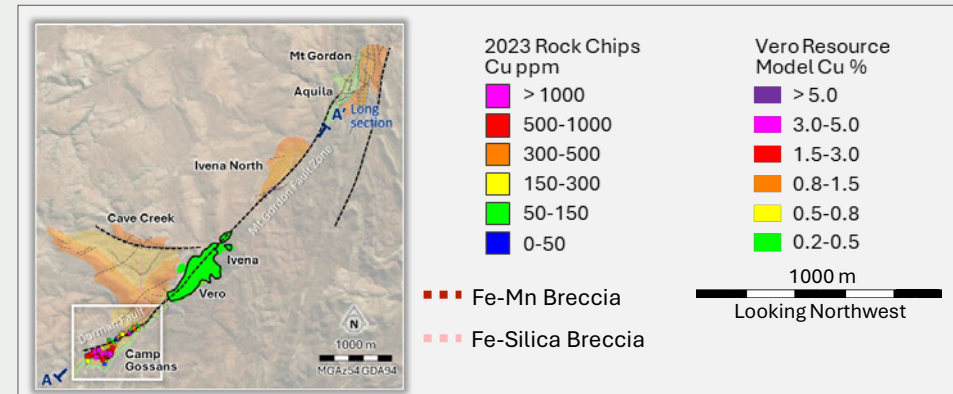 Mt Gordon
Aquila
A'
Long
section
Ivena North
Mt Gordon Fault Zone
Cave Creek
Ivena
Vero
Dorman Fault
Camp
Gossans
A
N
1000 m
MGAz54 GDA94
2023 Rock Chips
Cu ppm
> 1000
500-1000
300-500
150-300
50-150
0-50
Fe-Mn Breccia
Fe-Silica Breccia
Vero Resource
Model Cu %
> 5.0
3.0-5.0
1.5-3.0
0.8-1.5
0.5-0.8
0.2-0.5
1000 m
Looking Northwest